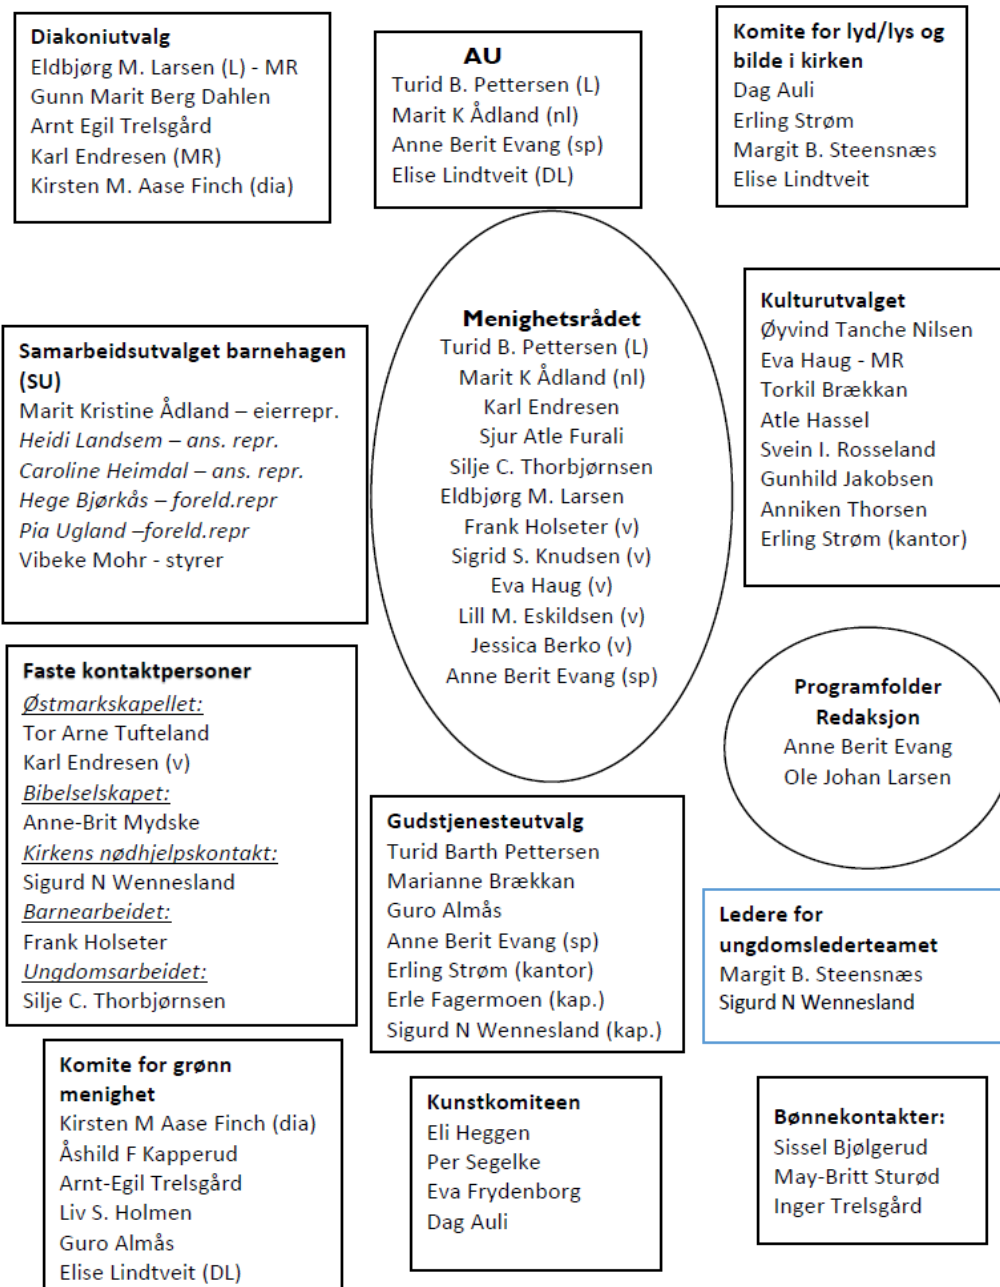 Diakoniutvalg
Eldbjørg M. Larsen (L) - MR
Gunn Marit Berg Dahlen
Arnt Egil Trelsgård
Karl Endresen (MR)
Kirsten M. Aase Finch (dia)
AU
Turid B. Pettersen (L)
Marit K Ådland (nl)
Anne Berit Evang (sp)
Elise Lindtveit (DL)
Komite for lyd/lys og
bilde i kirken
Dag Auli
Erling Strøm
Margit B. Steensnæs
Elise Lindtveit
Samarbeidsutvalget barnehagen
(SU)
Marit Kristine Ådland – eierrepr.
Heidi Landsem – ans. repr.
Caroline Heimdal – ans. repr.
Hege Bjørkås – foreld.repr
Pia Ugland –foreld.repr
Vibeke Mohr - styrer
Menighetsrådet
Turid B. Pettersen (L)
Marit K Ådland (nl)
Karl Endresen
Sjur Atle Furali
Silje C. Thorbjørnsen
Eldbjørg M. Larsen
Frank Holseter (v)
Sigrid S. Knudsen (v)
Eva Haug (v)
Lill M. Eskildsen (v)
Jessica Berko (v)
Anne Berit Evang (sp)
Kulturutvalget
Øyvind Tanche Nilsen
Eva Haug - MR
Torkil Brækkan
Atle Hassel
Svein I. Rosseland
Gunhild Jakobsen
Anniken Thorsen
Erling Strøm (kantor)
Faste kontaktpersoner
Østmarkskapellet:
Tor Arne Tufteland
Karl Endresen (v)
Bibelselskapet:
Anne-Brit Mydske
Kirkens nødhjelpskontakt:
Sigurd N Wennesland
Barnearbeidet:
Frank Holseter
Ungdomsarbeidet:
Silje C. Thorbjørnsen
Programfolder
Redaksjon
Anne Berit Evang
Ole Johan Larsen
Gudstjenesteutvalg
Turid Barth Pettersen
Marianne Brækkan
Guro Almås
Anne Berit Evang (sp)
Erling Strøm (kantor)
Erle Fagermoen (kap.)
Sigurd N Wennesland (kap.)
Ledere for
ungdomslederteamet
Margit B. Steensnæs
Sigurd N Wennesland
Komite for grønn
menighet
Kirsten M Aase Finch (dia)
Åshild F Kapperud
Arnt-Egil Trelsgård
Liv S. Holmen
Guro Almås
Elise Lindtveit (DL)
Kunstkomiteen
Eli Heggen
Per Segelke
Eva Frydenborg
Dag Auli
Bønnekontakter:
Sissel Bjølgerud
May-Britt Sturød
Inger Trelsgård